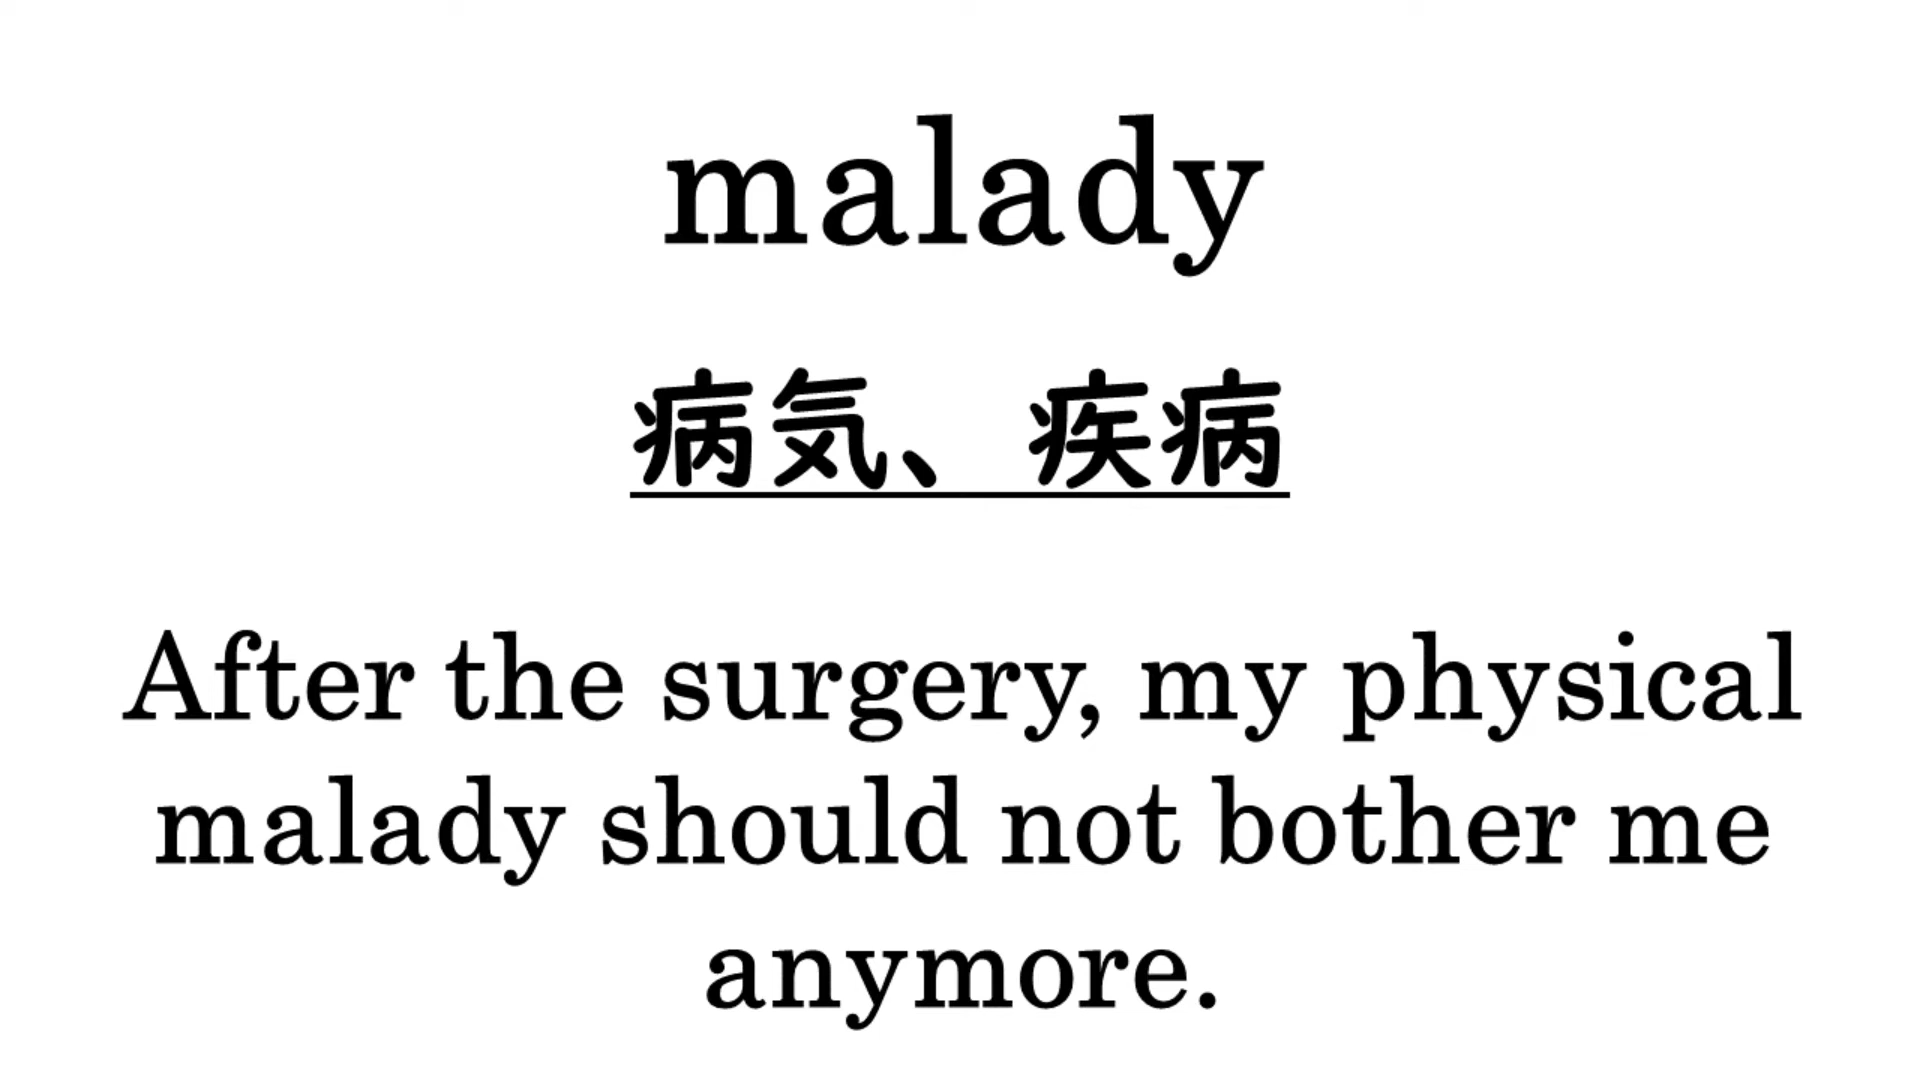 malady
病気、疾病
After the surgery, my physical
malady should not bother me
anymore.